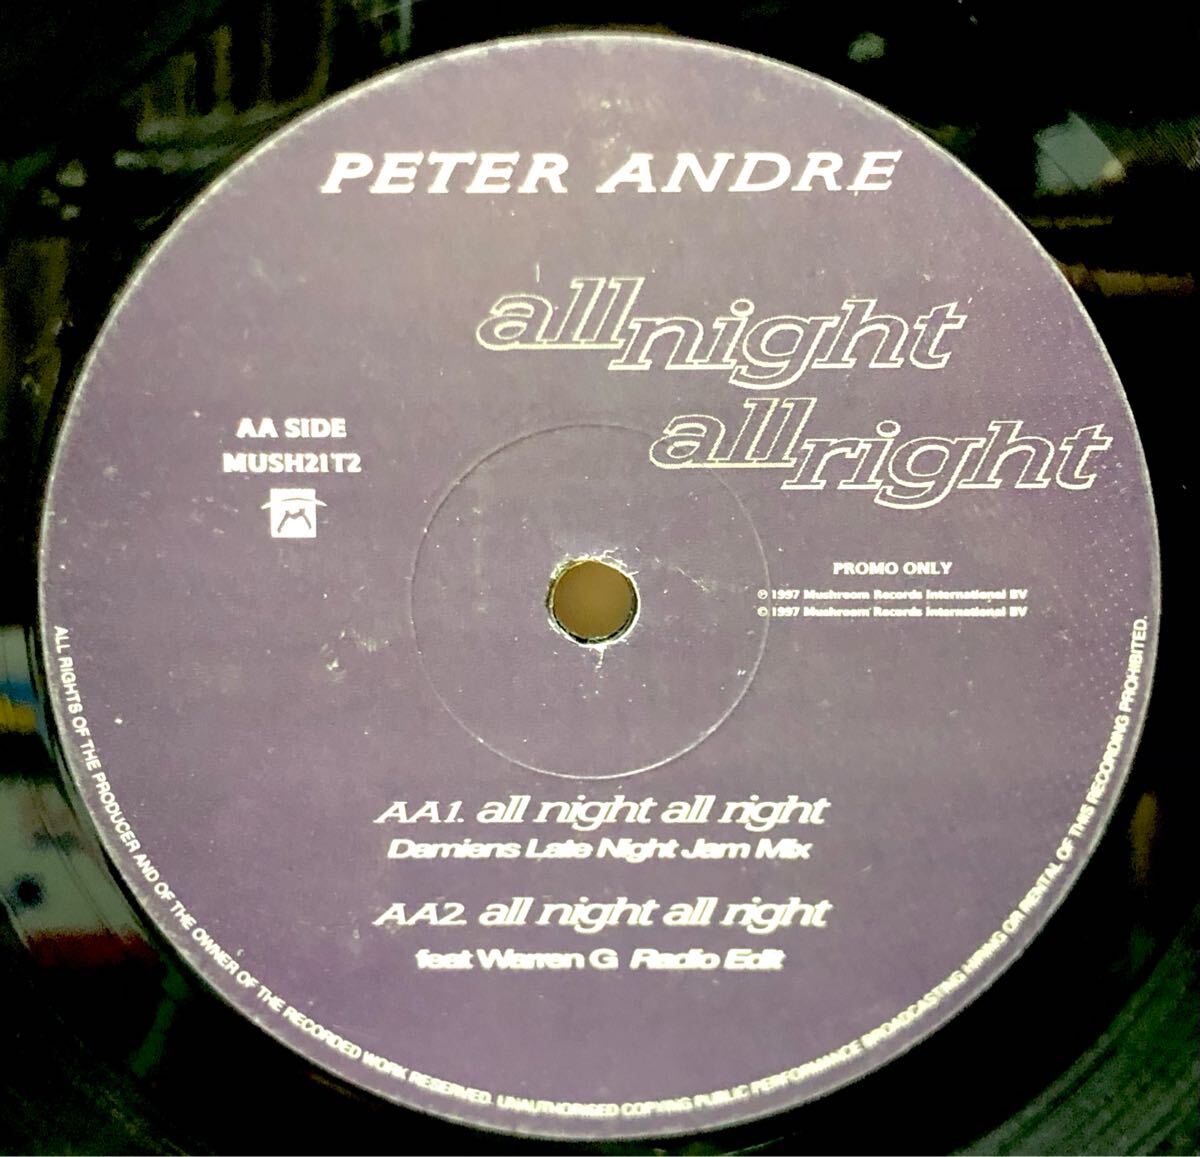 PETER ANDRE
all night
all right
AA SIDE
MUSH21T2
PROMO ONLY
℗ 1997 Mushroom Records International BV
© 1997 Mushroom Records International BV
AA1. all night all right
Damiens Late Night Jam Mix
AA2. all night all right
feat Warren G Radio Edit
ALL RIGHTS OF THE PRODUCER AND OF THE OWNER OF THE RECORDED WORK RESERVED. UNAUTHORISED COPYING PUBLIC PERFORMANCE BROADCASTING HIRING OR RENTAL OF THIS RECORDING PROHIBITED.